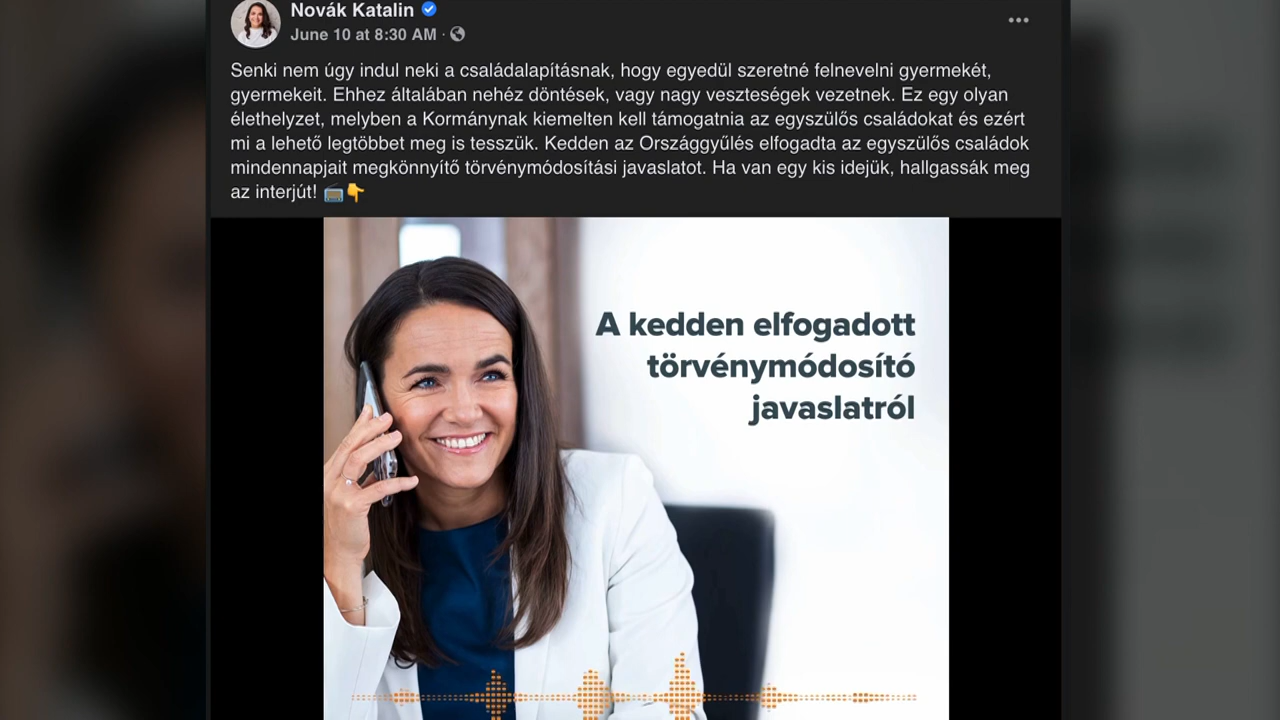 Novák Katalin
June 10 at 8:30 AM ·
Senki nem úgy indul neki a családalapításnak, hogy egyedül szeretné felnevelni gyermekét,
gyermekeit. Ehhez általában nehéz döntések, vagy nagy veszteségek vezetnek. Ez egy olyan
élethelyzet, melyben a Kormánynak kiemelten kell támogatnia az egyszülős családokat és ezért
mi a lehető legtöbbet meg is tesszük. Kedden az Országgyűlés elfogadta az egyszülős családok
mindennapjait megkönnyítő törvénymódosítási javaslatot. Ha van egy kis idejük, hallgassák meg
az interjút! 📻👇
A kedden elfogadott
törvénymódosító
javaslatról